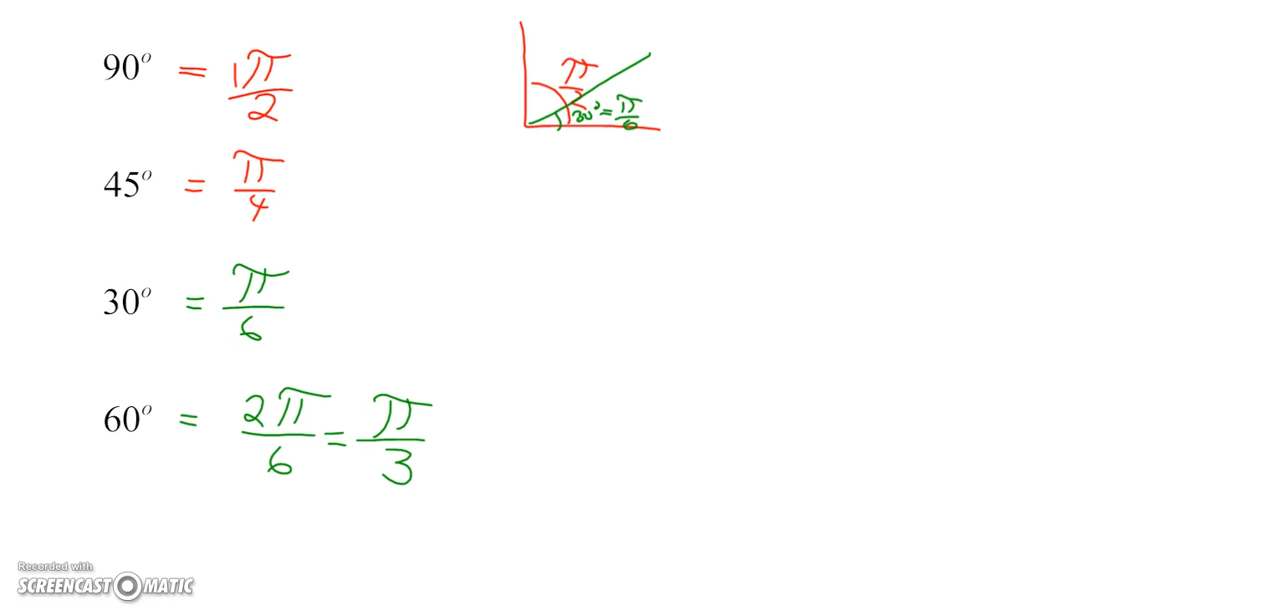 90° = 1π/2
45° = π/4
30° = π/6
60° = 2π/6 = π/3
π/2
30° = π/6
Recorded with
SCREENCAST-O-MATIC